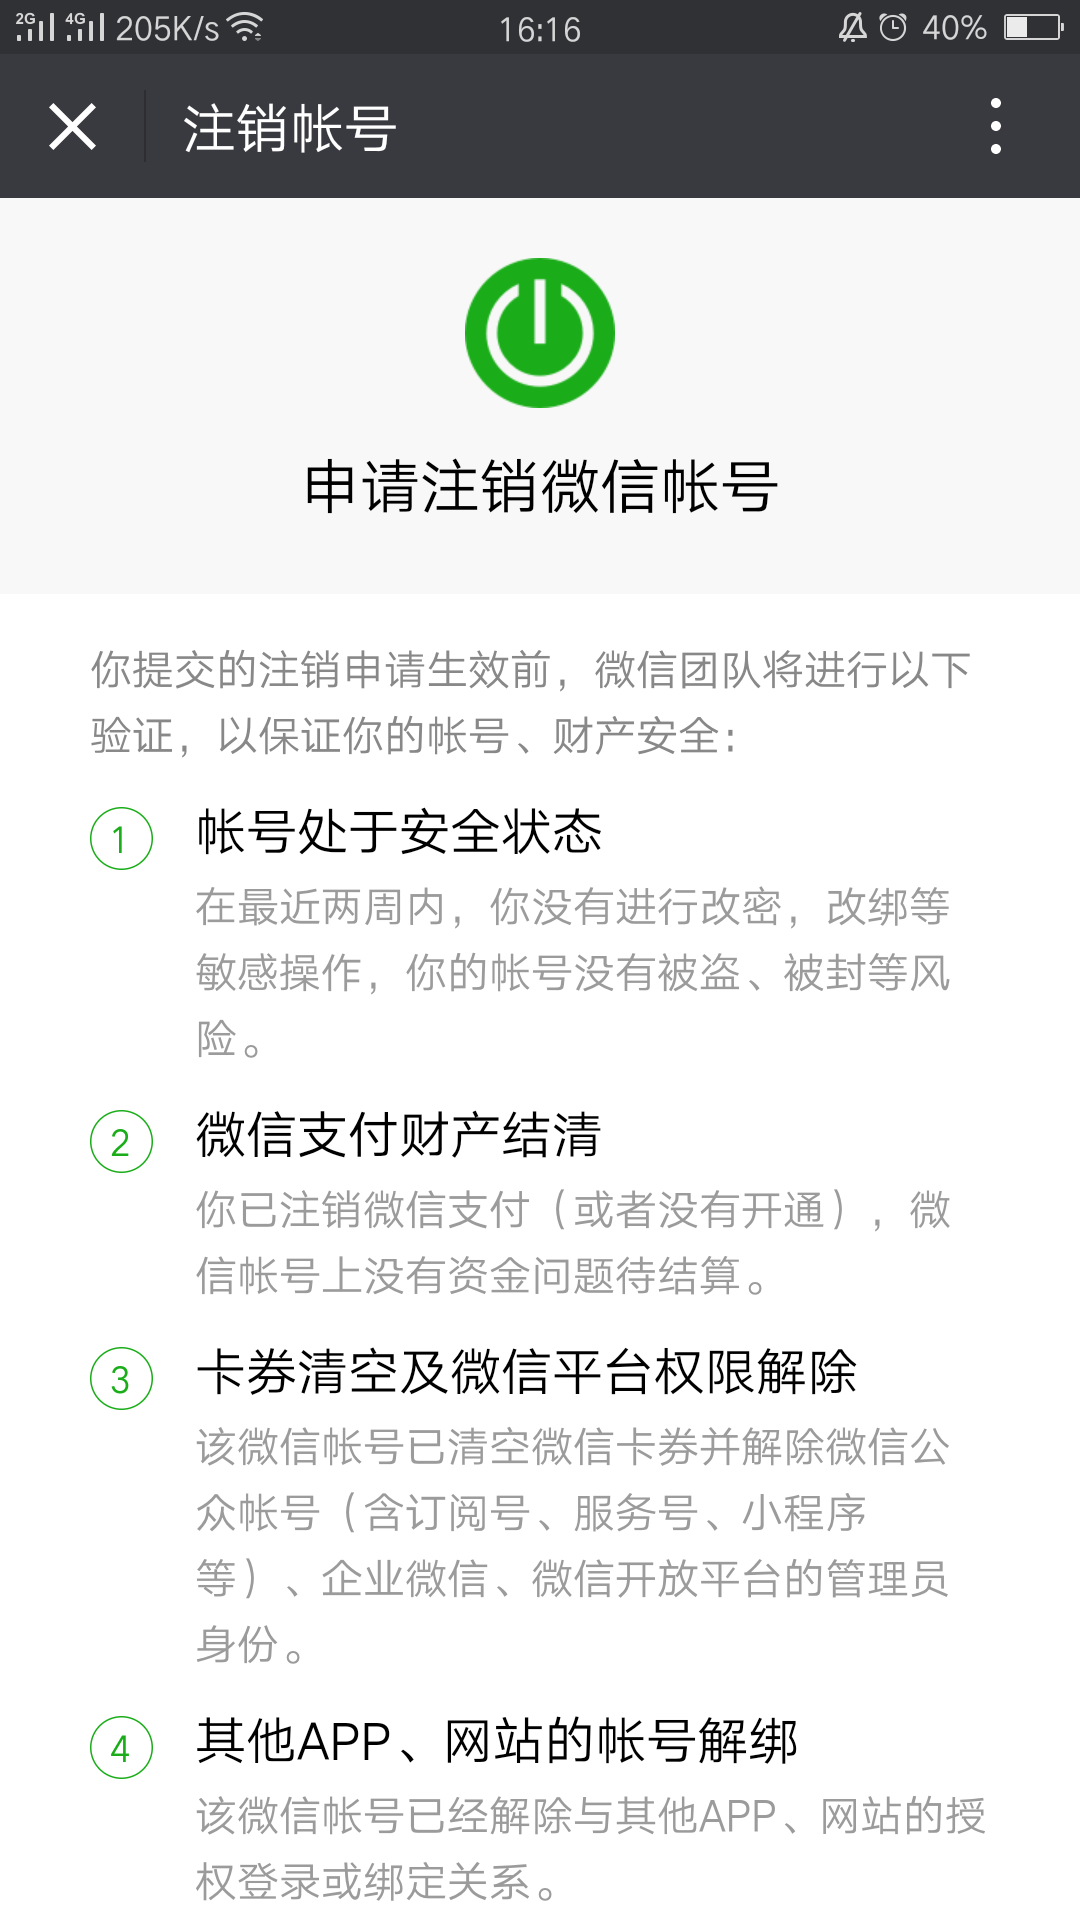 2G 4G 205K/s 16:16 40%
注销帐号
申请注销微信帐号
你提交的注销申请生效前，微信团队将进行以下
验证，以保证你的帐号、财产安全：
1 帐号处于安全状态
在最近两周内，你没有进行改密，改绑等
敏感操作，你的帐号没有被盗、被封等风
险。
2 微信支付财产结清
你已注销微信支付（或者没有开通），微
信帐号上没有资金问题待结算。
3 卡券清空及微信平台权限解除
该微信帐号已清空微信卡券并解除微信公
众帐号（含订阅号、服务号、小程序
等）、企业微信、微信开放平台的管理员
身份。
4 其他APP、网站的帐号解绑
该微信帐号已经解除与其他APP、网站的授
权登录或绑定关系。